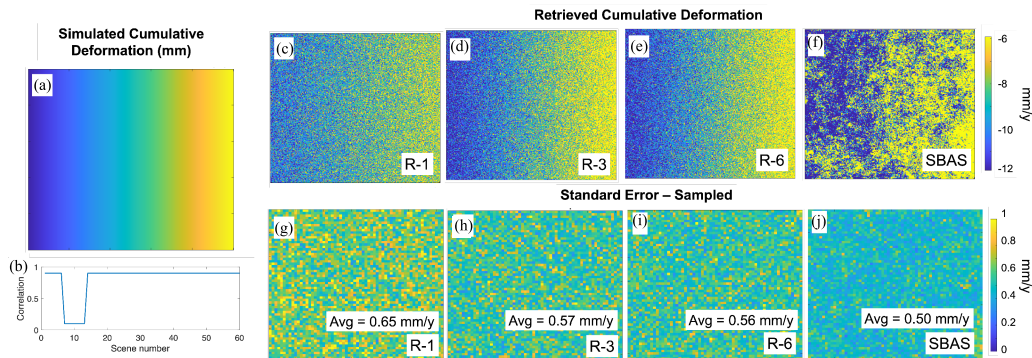 Simulated Cumulative
Deformation (mm)
(a)
(b)
Correlation
1
0.5
0
0 10 20 30 40 50 60
Scene number
Retrieved Cumulative Deformation
(c)
R-1
(d)
R-3
(e)
R-6
(f)
SBAS
-6
-8
-10
-12
mm/y
Standard Error – Sampled
(g)
Avg = 0.65 mm/y
R-1
(h)
Avg = 0.57 mm/y
R-3
(i)
Avg = 0.56 mm/y
R-6
(j)
Avg = 0.50 mm/y
SBAS
1
0.8
0.6
0.4
0.2
0
mm/y